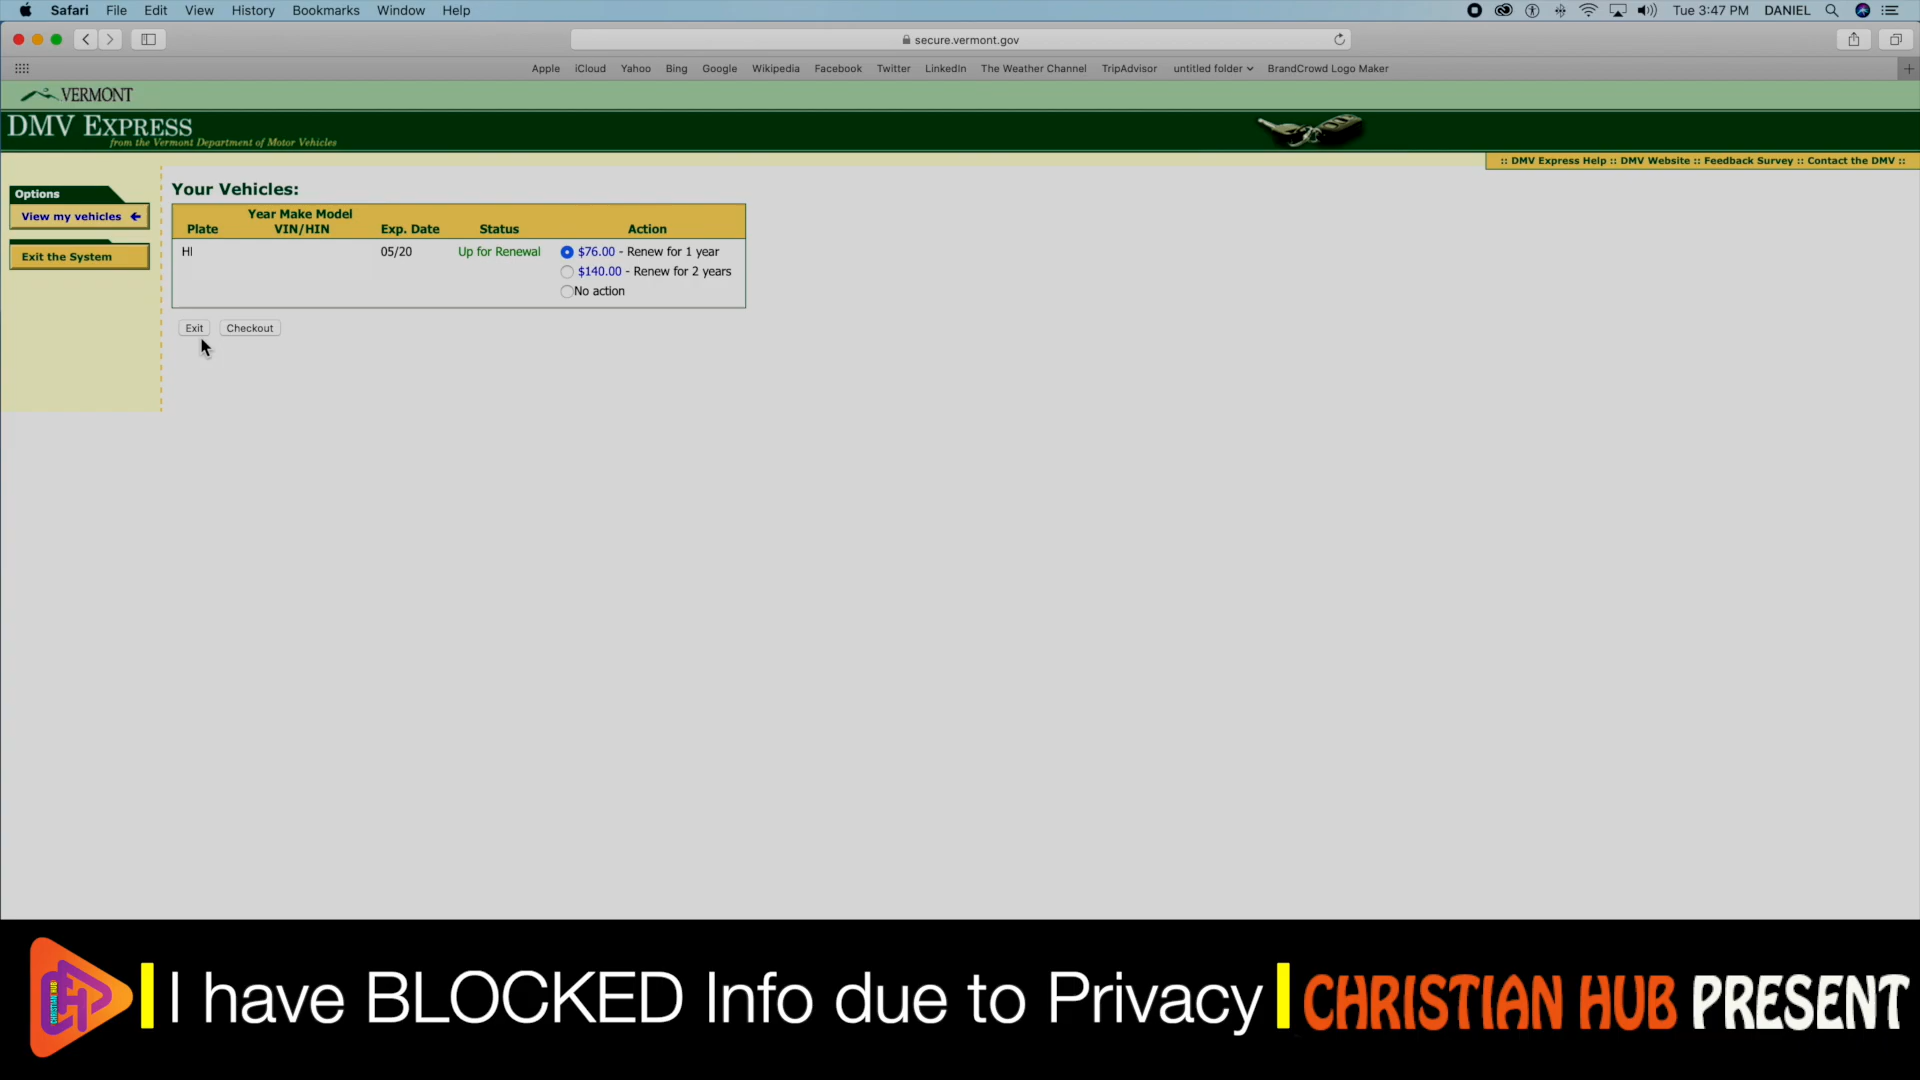 Safari File Edit View History Bookmarks Window Help Tue 3:47 PM DANIEL
secure.vermont.gov
Apple iCloud Yahoo Bing Google Wikipedia Facebook Twitter LinkedIn The Weather Channel TripAdvisor untitled folder BrandCrowd Logo Maker
VERMONT
DMV EXPRESS
from the Vermont Department of Motor Vehicles
:: DMV Express Help :: DMV Website :: Feedback Survey :: Contact the DMV ::
Options
View my vehicles
Exit the System
Your Vehicles:
Year Make Model
Plate VIN/HIN Exp. Date Status Action
HI 05/20 Up for Renewal $76.00 - Renew for 1 year
$140.00 - Renew for 2 years
No action
Exit Checkout
CHRISTIAN HUB
I have BLOCKED Info due to Privacy CHRISTIAN HUB PRESENT